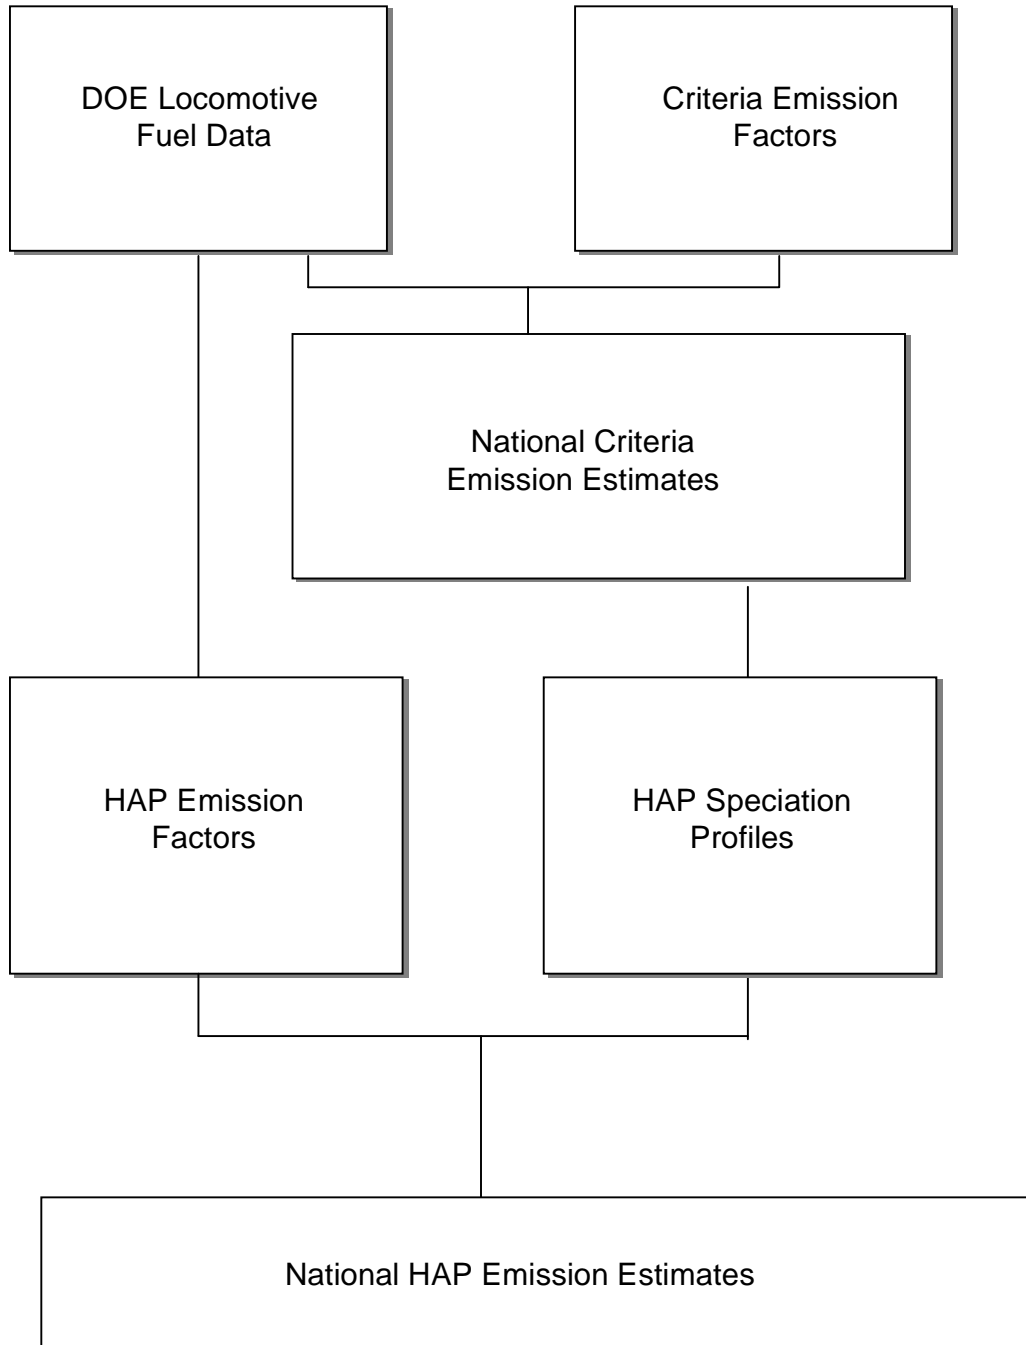 DOE Locomotive
Fuel Data
Criteria Emission
Factors
National Criteria
Emission Estimates
HAP Emission
Factors
HAP Speciation
Profiles
National HAP Emission Estimates